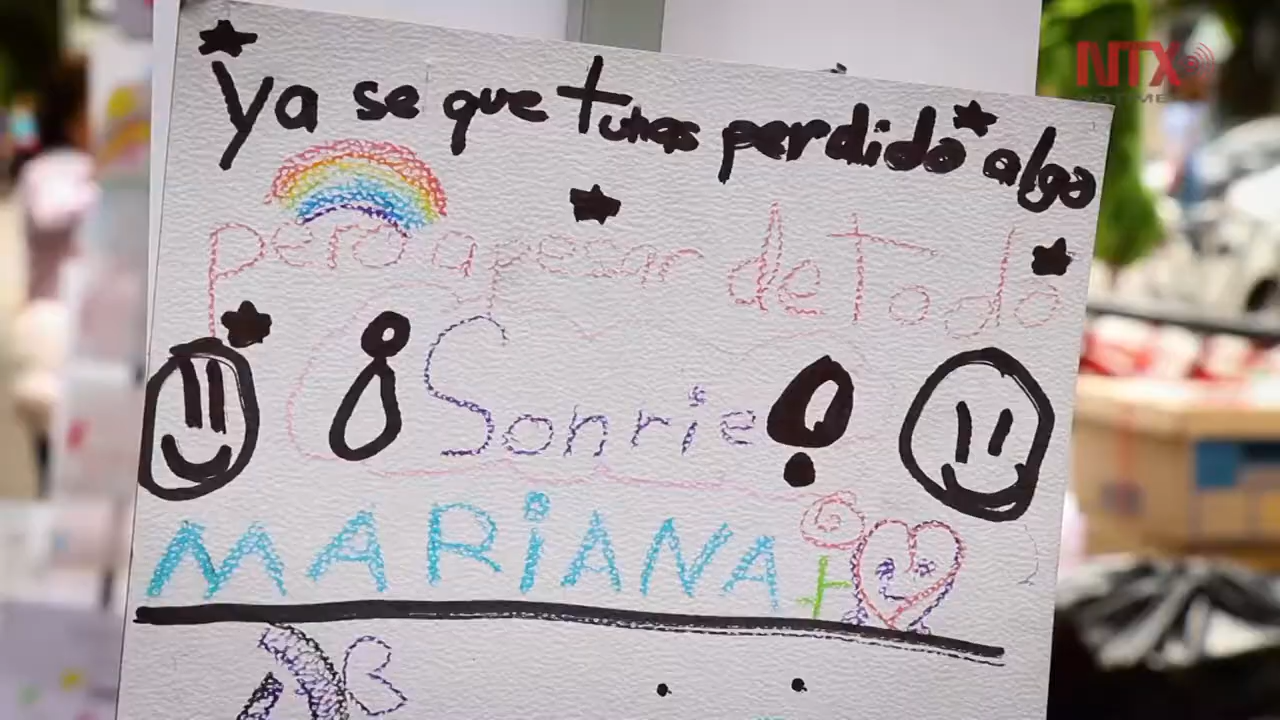 ya se que tu has perdido algo
pero apesar de Todo
¡Sonrie!
MARiANA
NTX